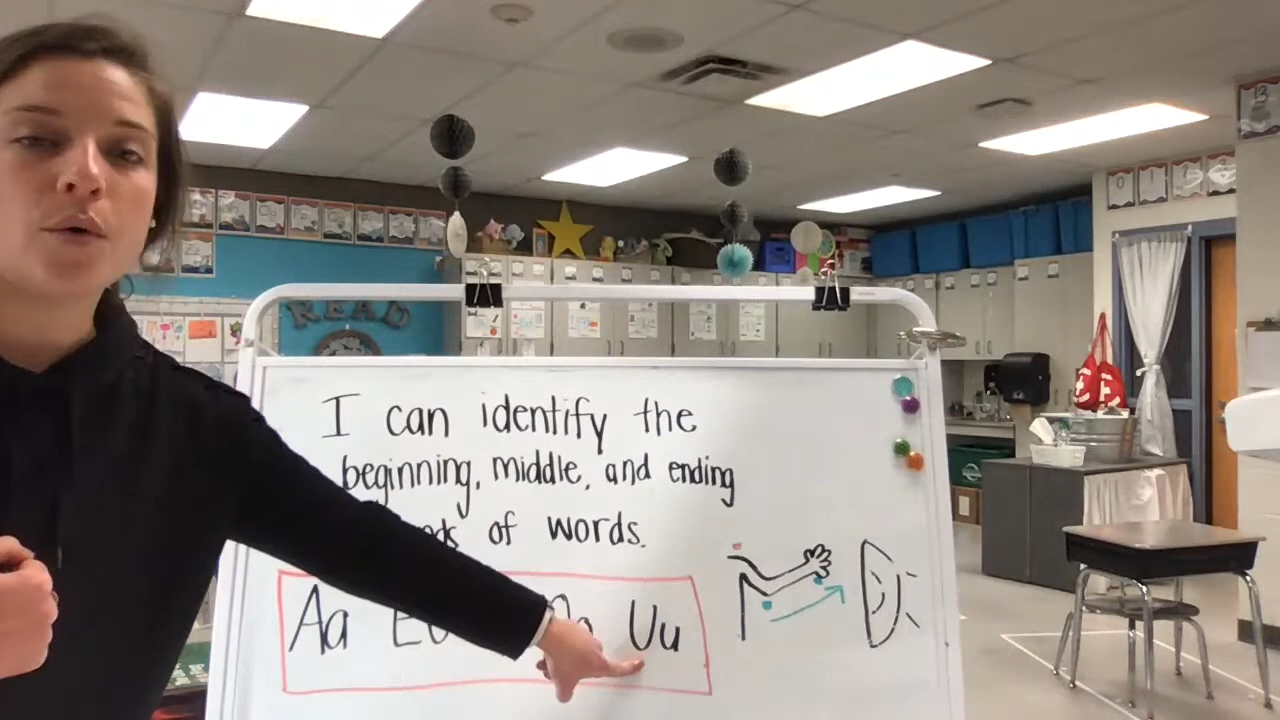 READ
I can identify the
beginning, middle, and ending
of words.
Aa Uu